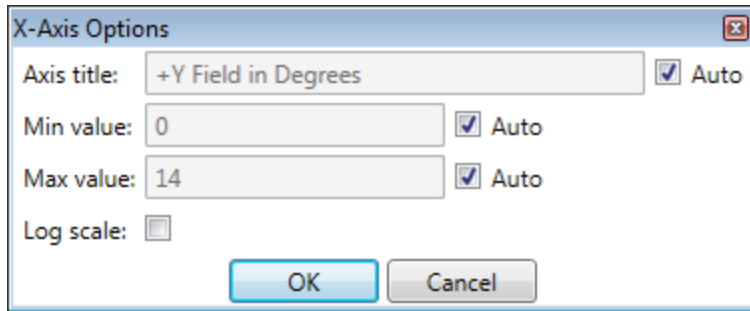 X-Axis Options
Axis title: +Y Field in Degrees Auto
Min value: 0 Auto
Max value: 14 Auto
Log scale:
OK Cancel